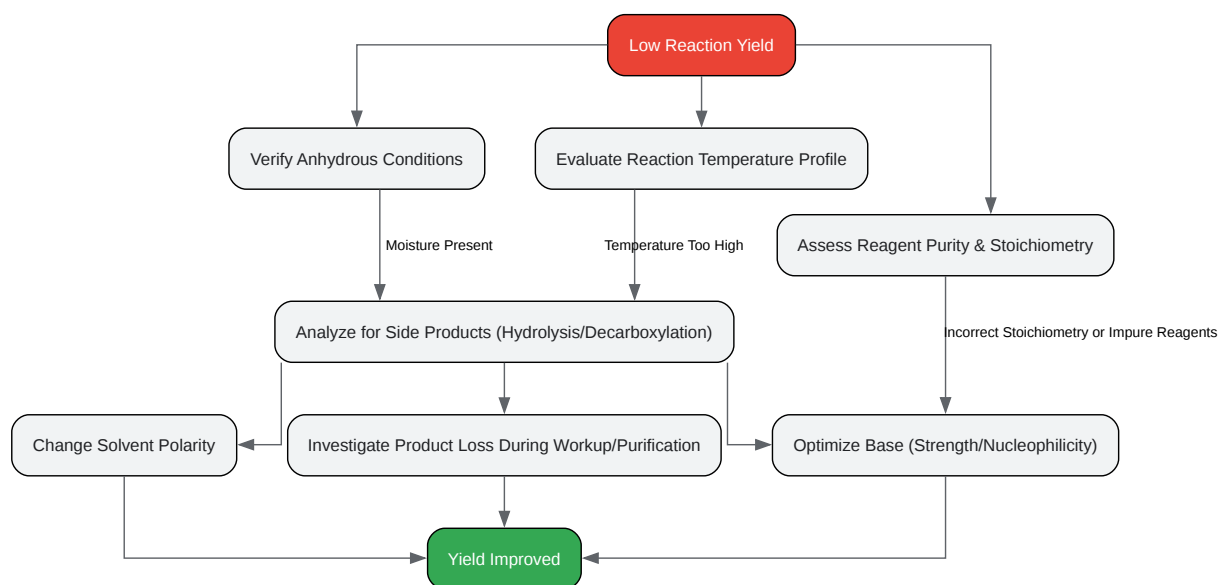 Low Reaction Yield
Verify Anhydrous Conditions
Evaluate Reaction Temperature Profile
Assess Reagent Purity & Stoichiometry
Moisture Present
Temperature Too High
Analyze for Side Products (Hydrolysis/Decarboxylation)
Incorrect Stoichiometry or Impure Reagents
Change Solvent Polarity
Investigate Product Loss During Workup/Purification
Optimize Base (Strength/Nucleophilicity)
Yield Improved